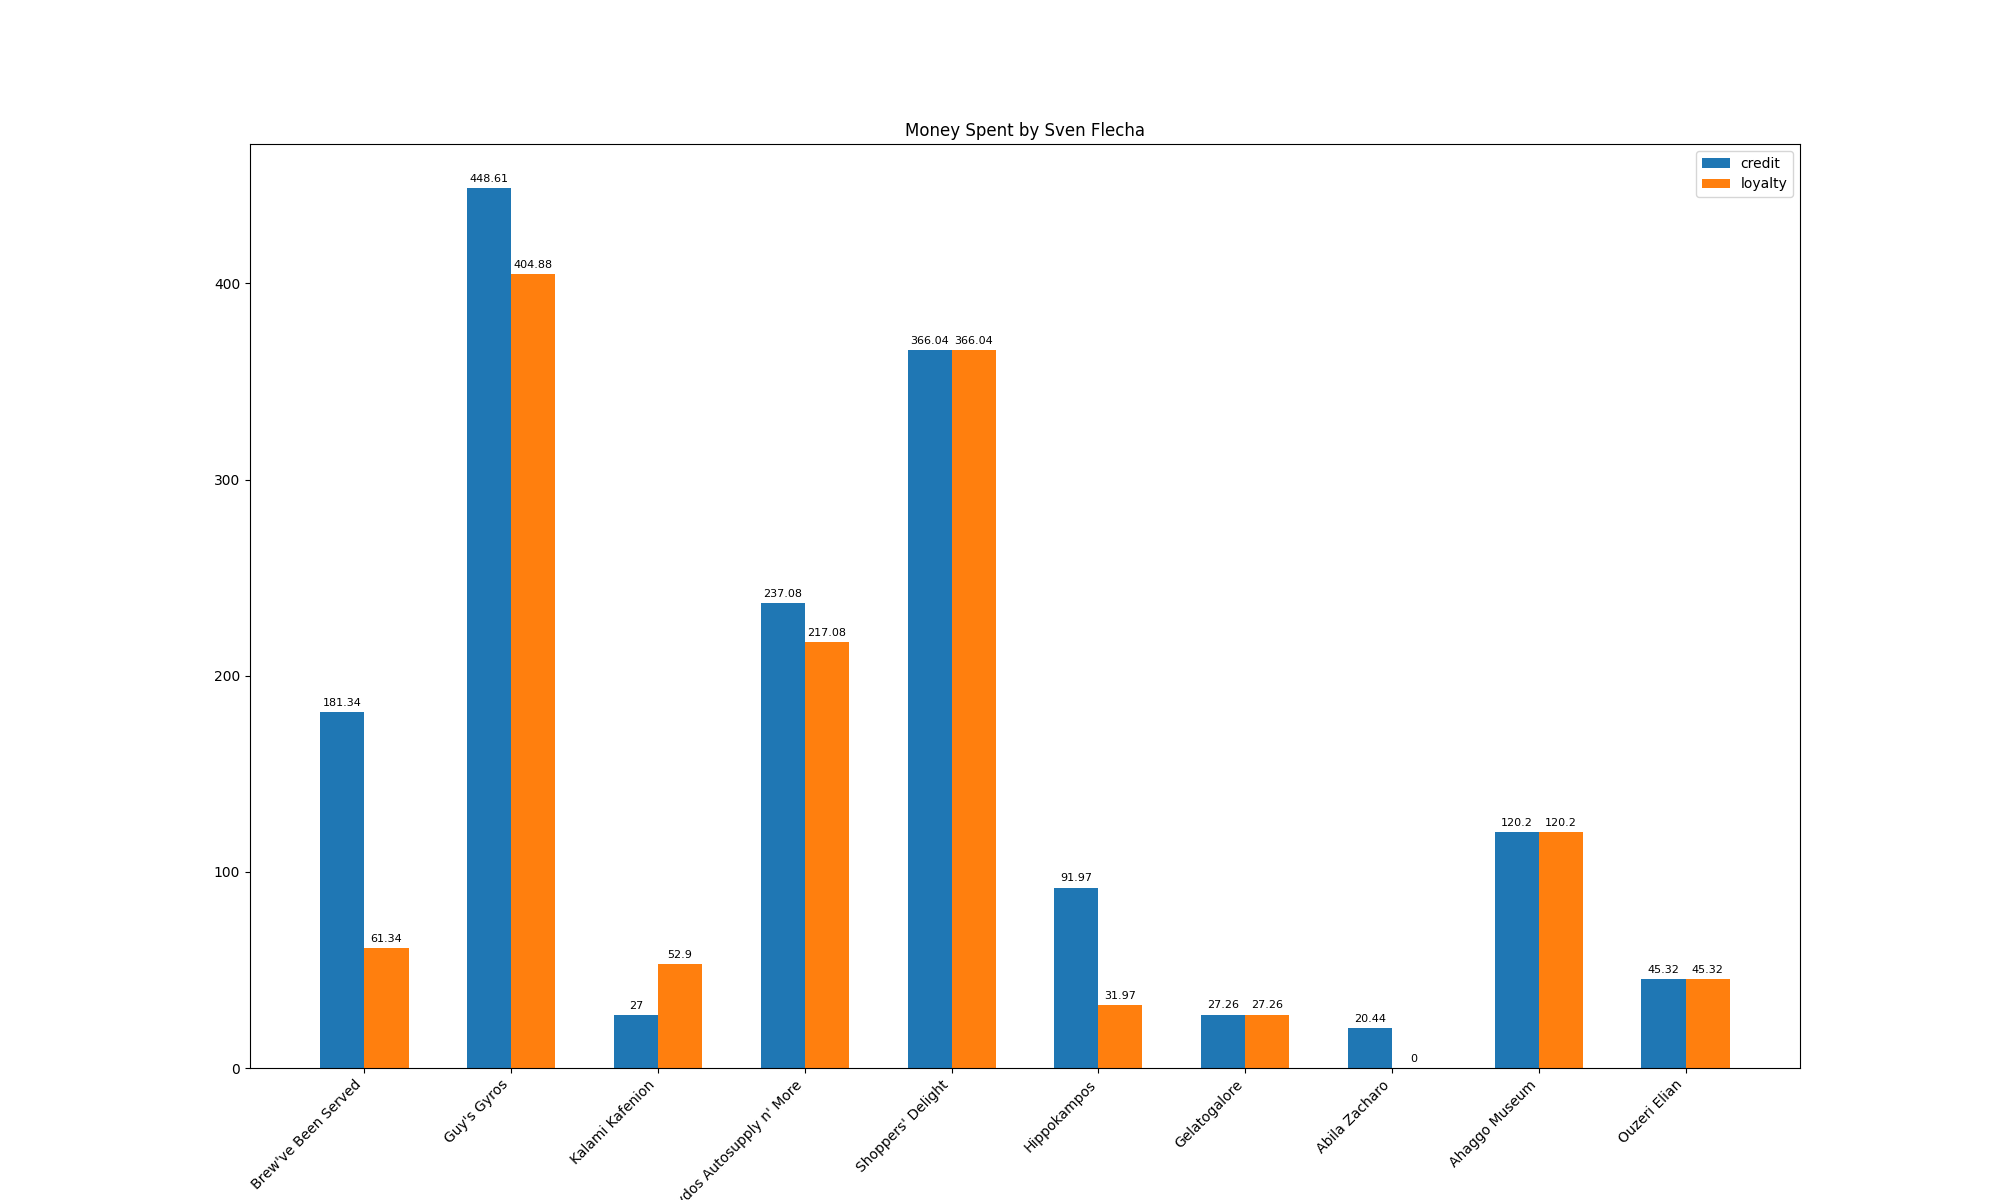 Money Spent by Sven Flecha
credit
loyalty
448.61
404.88
400
366.04 366.04
300
237.08
217.08
200
181.34
120.2 120.2
100
91.97
61.34
52.9
45.32 45.32
31.97
27
27.26 27.26
20.44
0
0
Brew've Been Served
Guy's Gyros
Kalami Kafenion
Autosupply n' More
Shoppers' Delight
Hippokampos
Gelatogalore
Abila Zacharo
Ahaggo Museum
Ouzeri Elian